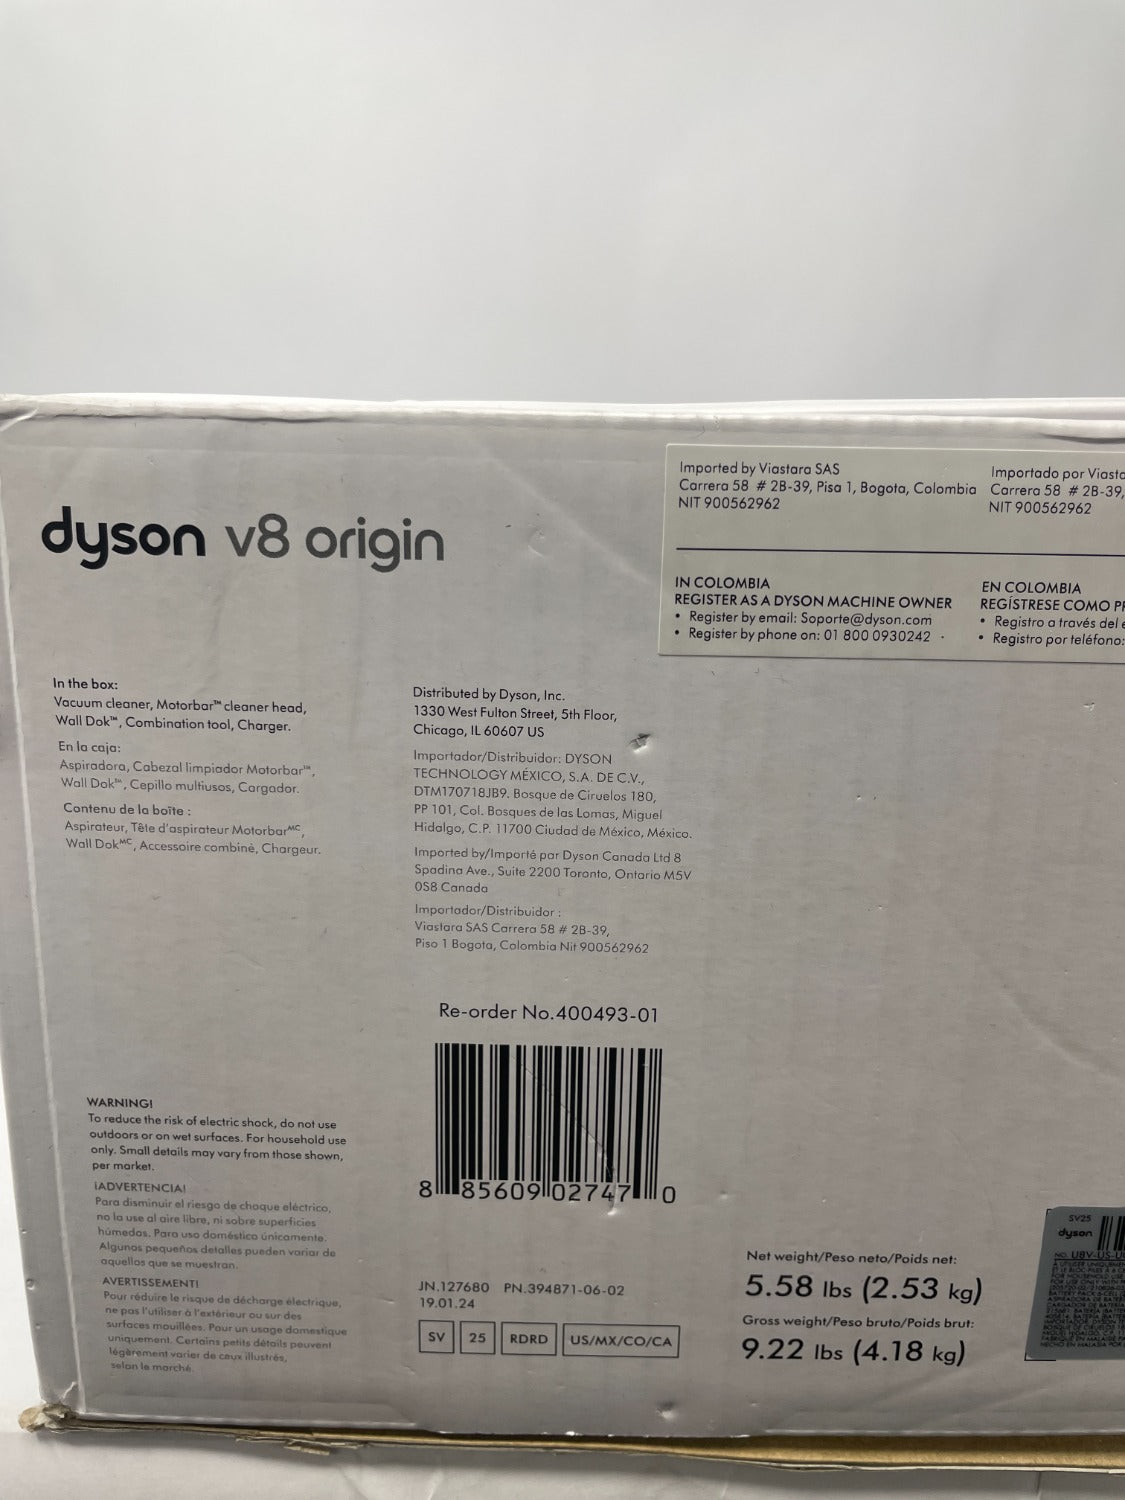 dyson v8 origin
Imported by Viastara SAS
Carrera 58 # 2B-39, Pisa 1, Bogota, Colombia
NIT 900562962
Importado por
Carrera 58 # 2B-39,
NIT 900562962
IN COLOMBIA
REGISTER AS A DYSON MACHINE OWNER
• Register by email: Soporte@dyson.com
• Register by phone on: 01 800 0930242
EN COLOMBIA
REGÍSTRESE COMO
• Registro a través del
• Registro por teléfono:
In the box:
Vacuum cleaner, Motorbar™ cleaner head,
Wall Dok™, Combination tool, Charger.
En la caja:
Aspiradora, Cabezal limpiador Motorbar™,
Wall Dok™, Cepillo multiusos, Cargador.
Contenu de la boîte :
Aspirateur, Tête d'aspirateur Motorbarᴹᶜ,
Wall Dokᴹᶜ, Accessoire combiné, Chargeur.
Distributed by Dyson, Inc.
1330 West Fulton Street, 5th Floor,
Chicago, IL 60607 US
Importador/Distribuidor: DYSON
TECHNOLOGY MÉXICO, S.A. DE C.V.,
DTM170718JB9. Bosque de Ciruelos 180,
PP 101, Col. Bosques de las Lomas, Miguel
Hidalgo, C.P. 11700 Ciudad de México, México.
Imported by/Importé par Dyson Canada Ltd 8
Spadina Ave., Suite 2200 Toronto, Ontario M5V
0S8 Canada
Importador/Distribuidor :
Viastara SAS Carrera 58 # 2B-39,
Piso 1 Bogota, Colombia Nit 900562962
Re-order No.400493-01
8 85609 02747 0
WARNING!
To reduce the risk of electric shock, do not use
outdoors or on wet surfaces. For household use
only. Small details may vary from those shown,
per market.
¡ADVERTENCIA!
Para disminuir el riesgo de choque eléctrico,
no la use al aire libre, ni sobre superficies
húmedas. Para uso doméstico únicamente.
Algunos pequeños detalles pueden variar de
aquellos que se muestran.
AVERTISSEMENT!
Pour réduire le risque de décharge électrique,
ne pas l'utiliser à l'extérieur ou sur des
surfaces mouillées. Pour un usage domestique
uniquement. Certains petits détails peuvent
légèrement varier de ceux illustrés,
selon le marché.
JN.127680 PN.394871-06-02
19.01.24
SV 25 RDRD US/MX/CO/CA
Net weight/Peso neto/Poids net:
5.58 lbs (2.53 kg)
Gross weight/Peso bruto/Poids brut:
9.22 lbs (4.18 kg)
SV25
dyson